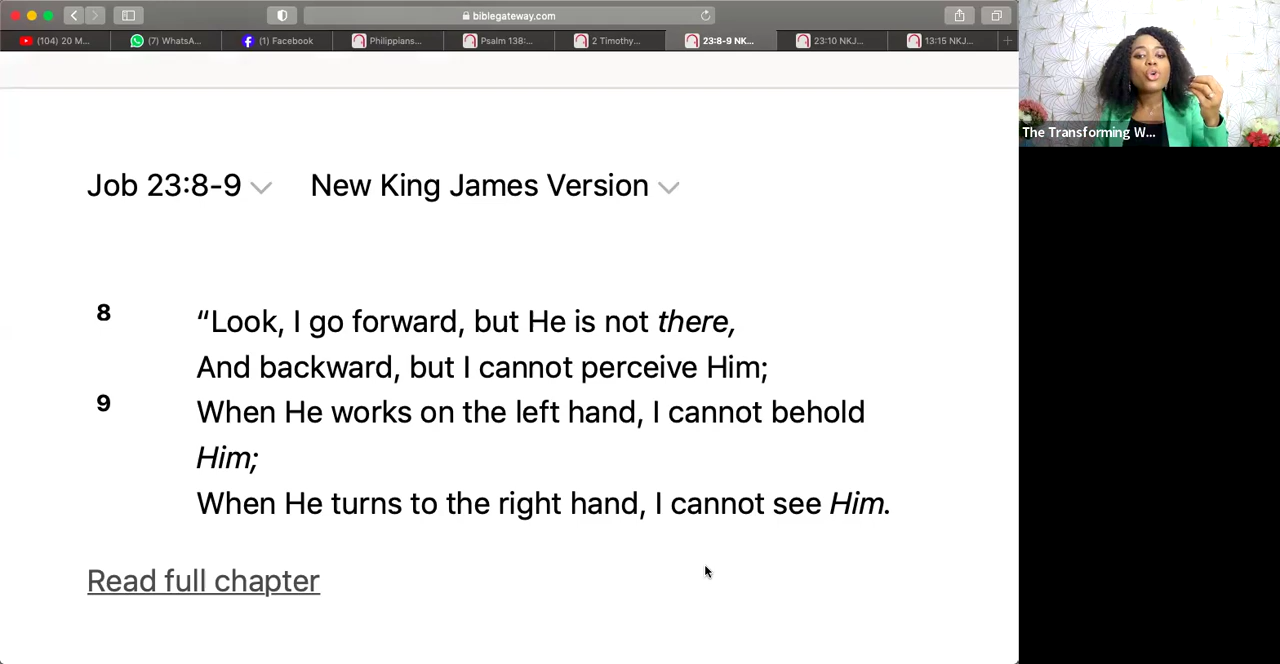 biblegateway.com
(104) 20 M...
(7) WhatsA...
(1) Facebook
Philippians...
Psalm 138:...
2 Timothy...
23:8-9 NK...
23:10 NKJ...
13:15 NKJ...
The Transforming W...
Job 23:8-9 New King James Version
8 “Look, I go forward, but He is not there,
And backward, but I cannot perceive Him;
9 When He works on the left hand, I cannot behold
Him;
When He turns to the right hand, I cannot see Him.
Read full chapter